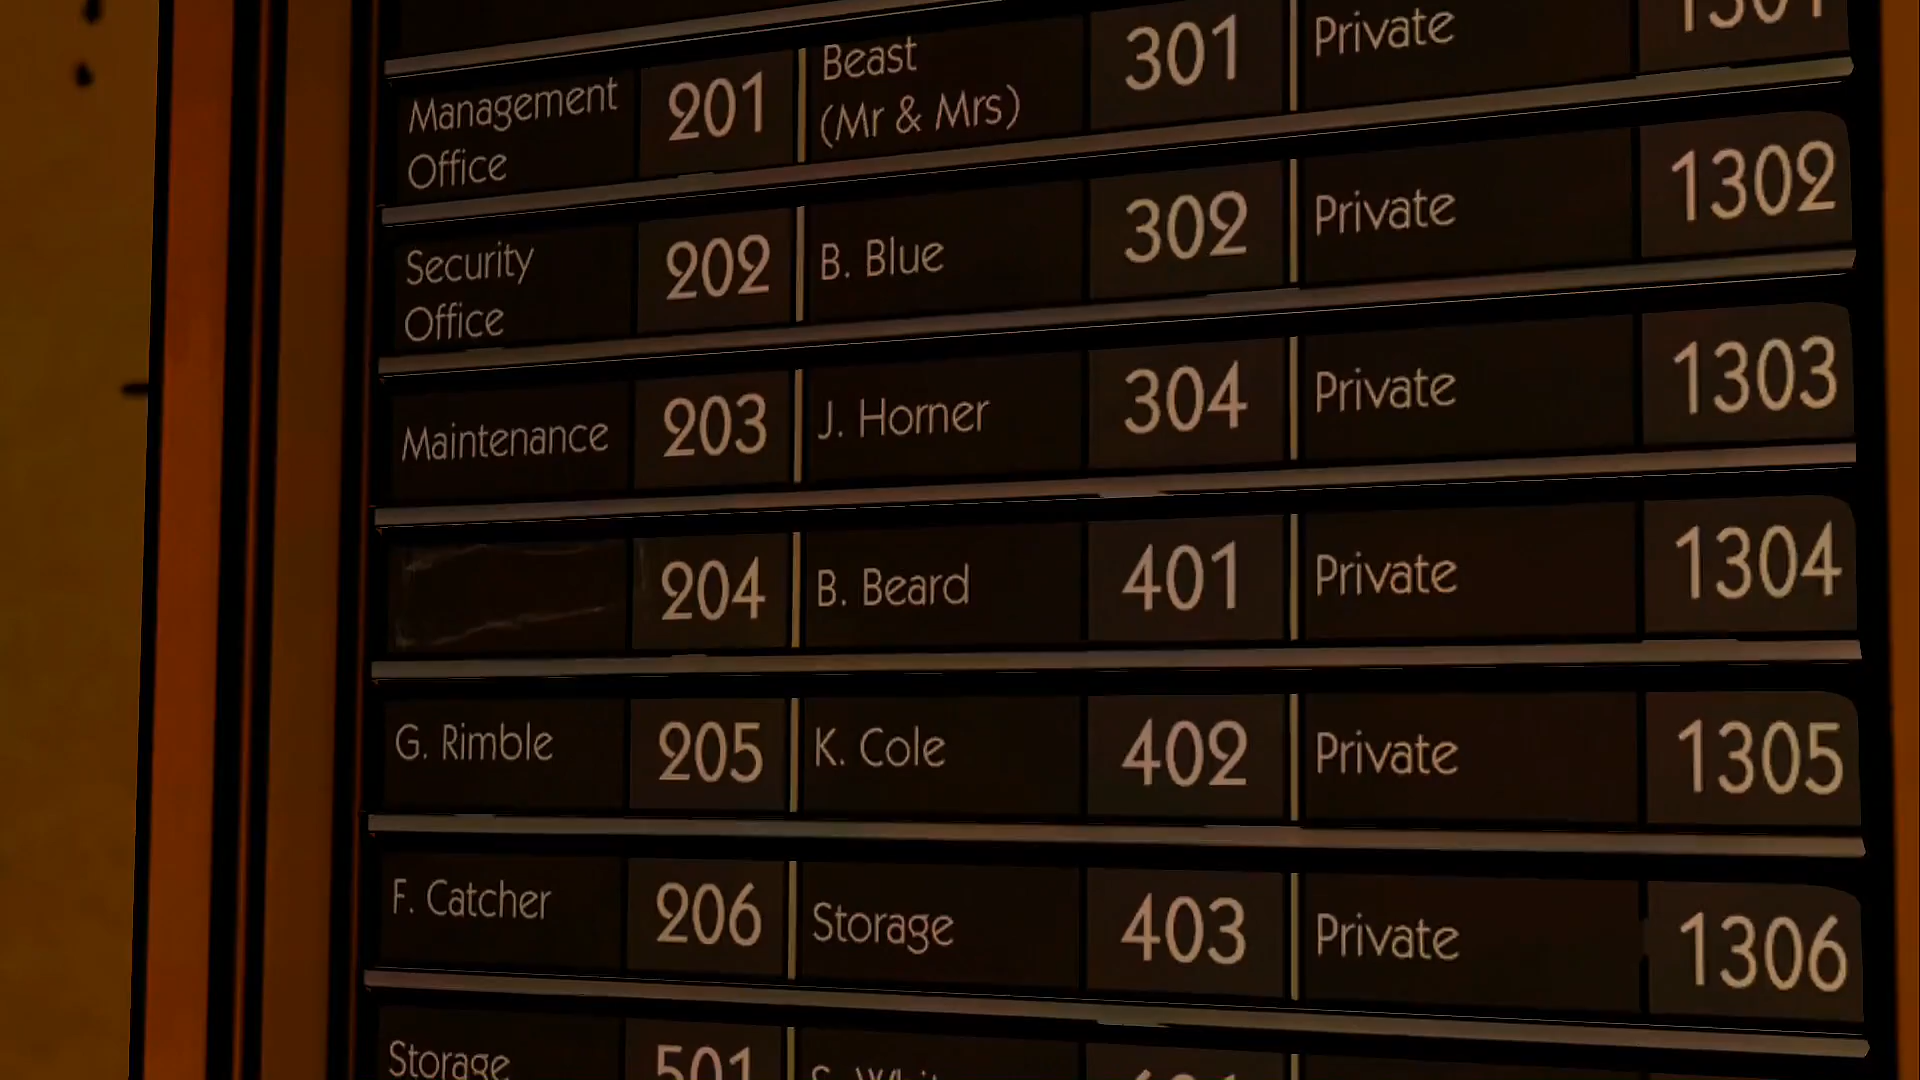 Management
Office
201
Beast
(Mr & Mrs)
301
Private
1301
Security
Office
202
B. Blue
302
Private
1302
Maintenance
203
J. Horner
304
Private
1303
204
B. Beard
401
Private
1304
G. Rimble
205
K. Cole
402
Private
1305
F. Catcher
206
Storage
403
Private
1306
Storage
501